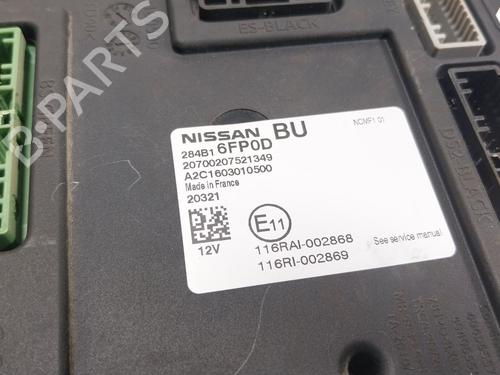 ES-BLACK
NISSAN BU
NCMF1 01
284B1 6FP0D
20700207521349
A2C1603010500
Made in France
20321
12V
E11
116RAI-002868
116RI-002869
See service manual
D52-BLACK
B-PARTS